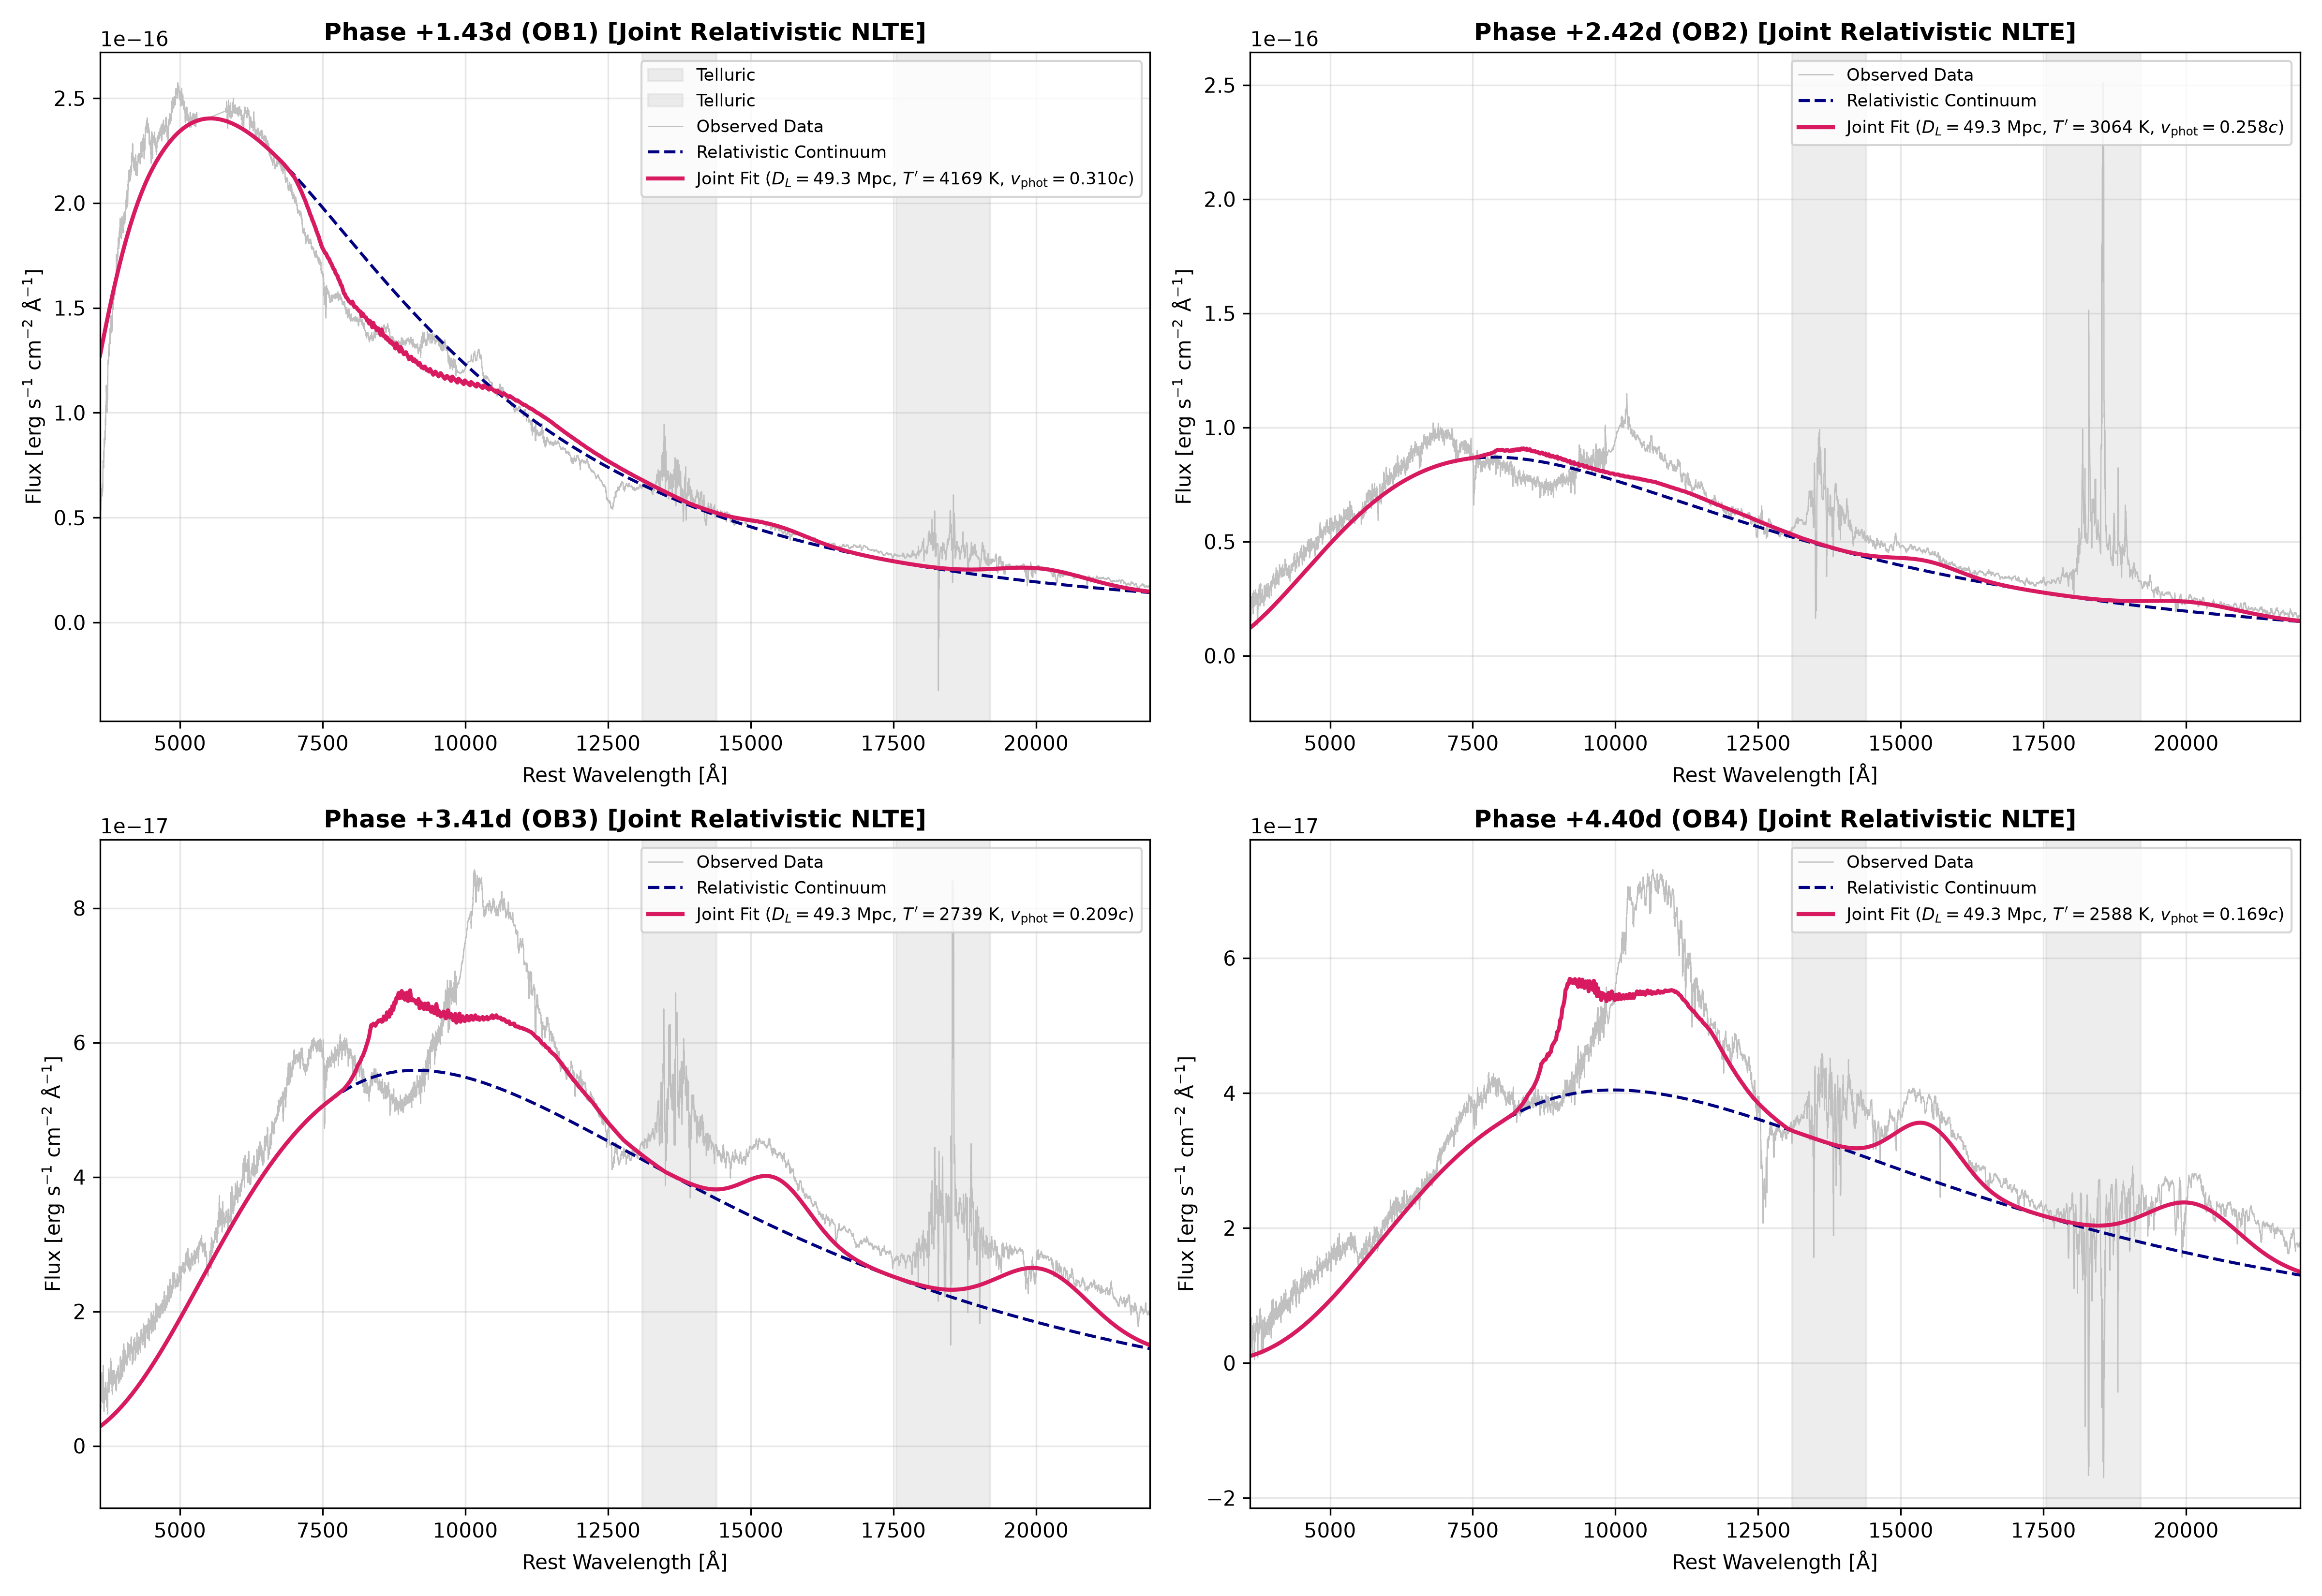 Phase +1.43d (OB1) [Joint Relativistic NLTE]
1e−16
Flux [erg s⁻¹ cm⁻² Å⁻¹]
2.5
2.0
1.5
1.0
0.5
0.0
Telluric
Telluric
Observed Data
Relativistic Continuum
Joint Fit (D_L = 49.3 Mpc, T′ = 4169 K, v_phot = 0.310c)
5000 7500 10000 12500 15000 17500 20000
Rest Wavelength [Å]
Phase +2.42d (OB2) [Joint Relativistic NLTE]
1e−16
Flux [erg s⁻¹ cm⁻² Å⁻¹]
2.5
2.0
1.5
1.0
0.5
0.0
Observed Data
Relativistic Continuum
Joint Fit (D_L = 49.3 Mpc, T′ = 3064 K, v_phot = 0.258c)
5000 7500 10000 12500 15000 17500 20000
Rest Wavelength [Å]
Phase +3.41d (OB3) [Joint Relativistic NLTE]
1e−17
Flux [erg s⁻¹ cm⁻² Å⁻¹]
8
6
4
2
0
Observed Data
Relativistic Continuum
Joint Fit (D_L = 49.3 Mpc, T′ = 2739 K, v_phot = 0.209c)
5000 7500 10000 12500 15000 17500 20000
Rest Wavelength [Å]
Phase +4.40d (OB4) [Joint Relativistic NLTE]
1e−17
Flux [erg s⁻¹ cm⁻² Å⁻¹]
6
4
2
0
−2
Observed Data
Relativistic Continuum
Joint Fit (D_L = 49.3 Mpc, T′ = 2588 K, v_phot = 0.169c)
5000 7500 10000 12500 15000 17500 20000
Rest Wavelength [Å]